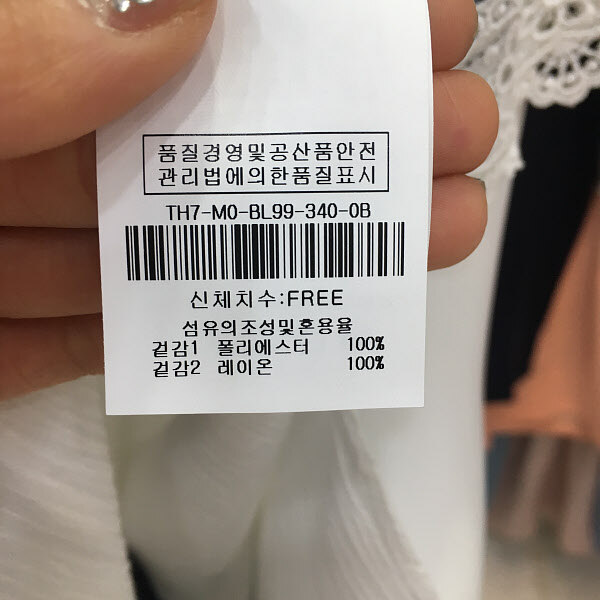 품질경영및공산품안전
관리법에의한품질표시
TH7-M0-BL99-340-0B
신체치수:FREE
섬유의조성및혼용율
겉감1 폴리에스터 100%
겉감2 레이온 100%